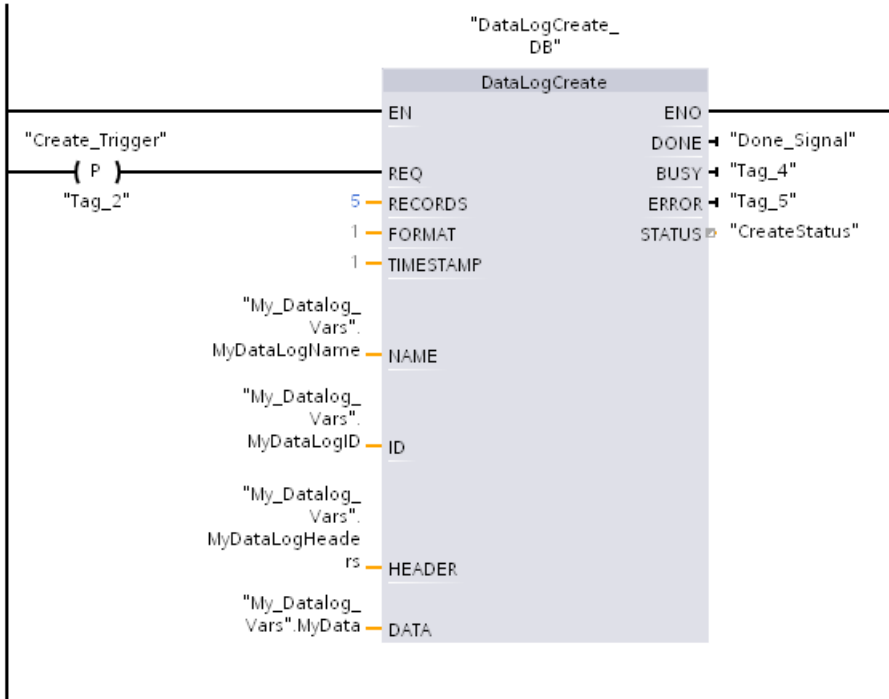 "DataLogCreate_
DB"
DataLogCreate
EN
ENO
"Create_Trigger"
DONE
"Done_Signal"
P
REQ
BUSY
"Tag_4"
"Tag_2"
5
RECORDS
ERROR
"Tag_5"
1
FORMAT
STATUS
"CreateStatus"
1
TIMESTAMP
"My_Datalog_
Vars".
MyDataLogName
NAME
"My_Datalog_
Vars".
MyDataLogID
ID
"My_Datalog_
Vars".
MyDataLogHeade
rs
HEADER
"My_Datalog_
Vars".MyData
DATA